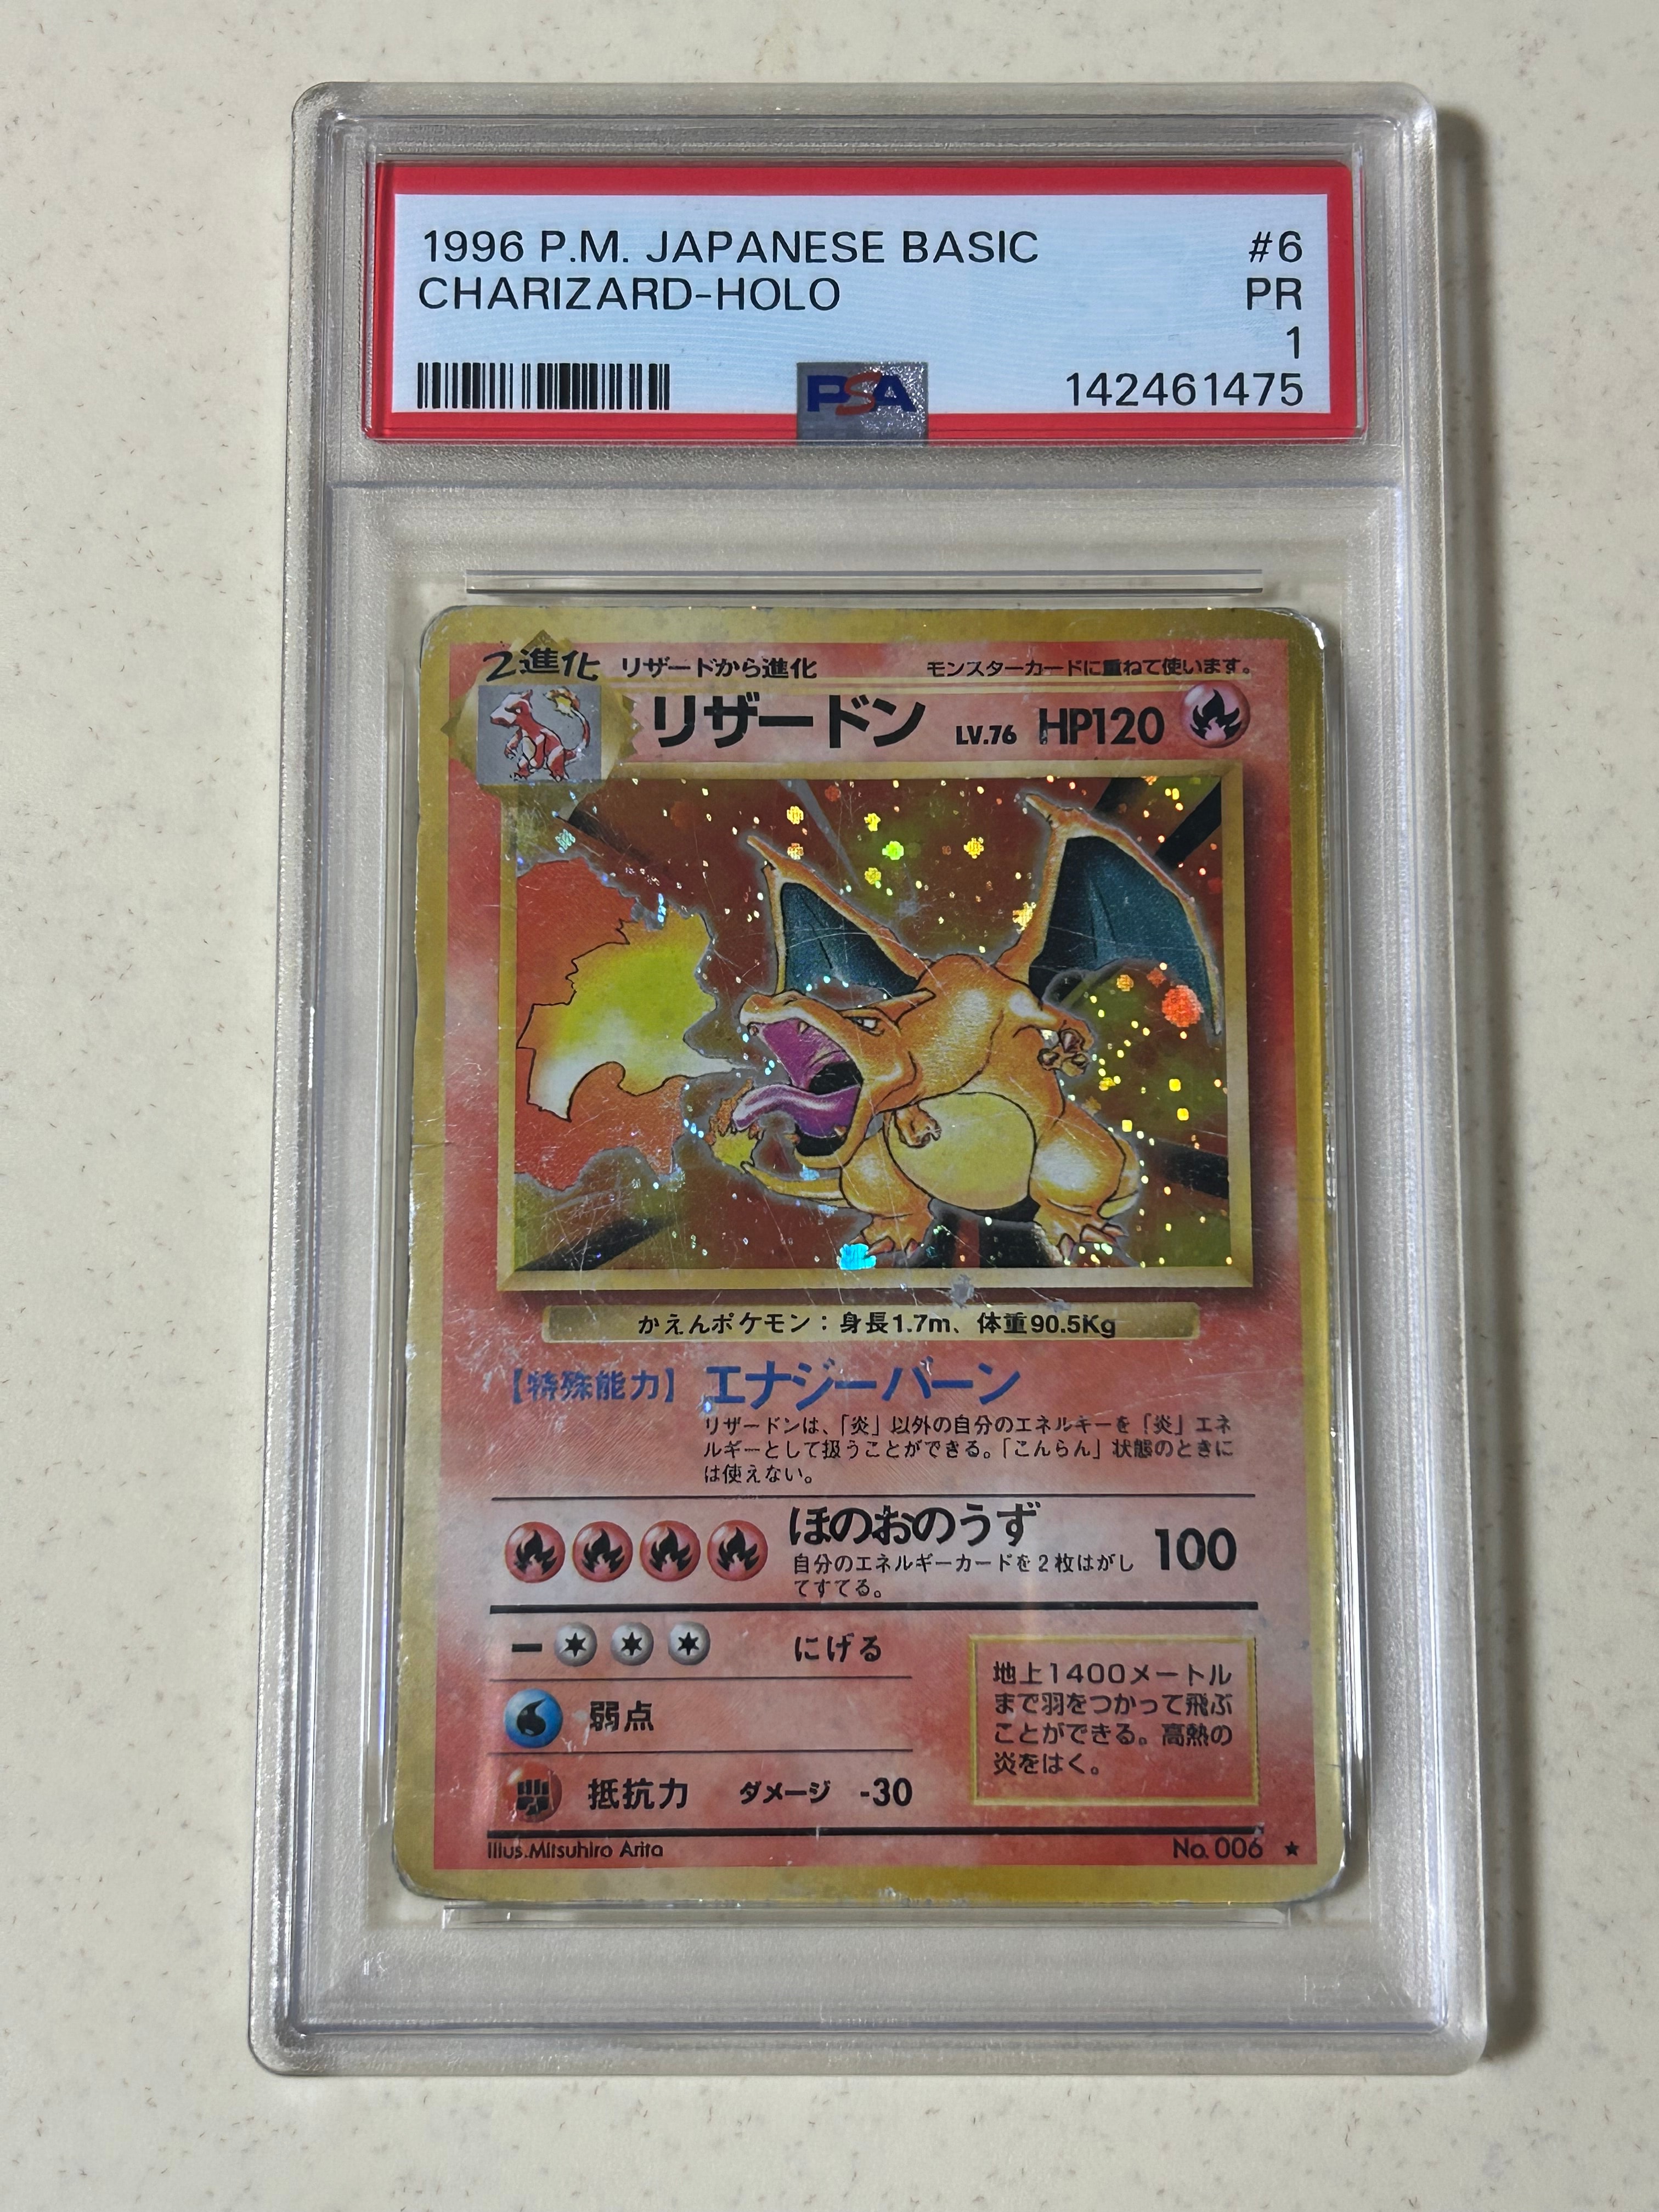 1996 P.M. JAPANESE BASIC #6
CHARIZARD-HOLO PR
1
PSA 142461475
2進化 リザードから進化 モンスターカードに重ねて使います。
リザードン LV.76 HP120
かえんポケモン：身長1.7m、体重90.5Kg
【特殊能力】 エナジーバーン
リザードンは、「炎」以外の自分のエネルギーを「炎」エネ
ルギーとして扱うことができる。「こんらん」状態のときに
は使えない。
ほのおのうず 100
自分のエネルギーカードを2枚はがし
てすてる。
ー にげる
弱点
抵抗力 ダメージ -30
地上1400メートル
まで羽をつかって飛ぶ
ことができる。高熱の
炎をはく。
Illus.Mitsuhiro Arita No.006 ★